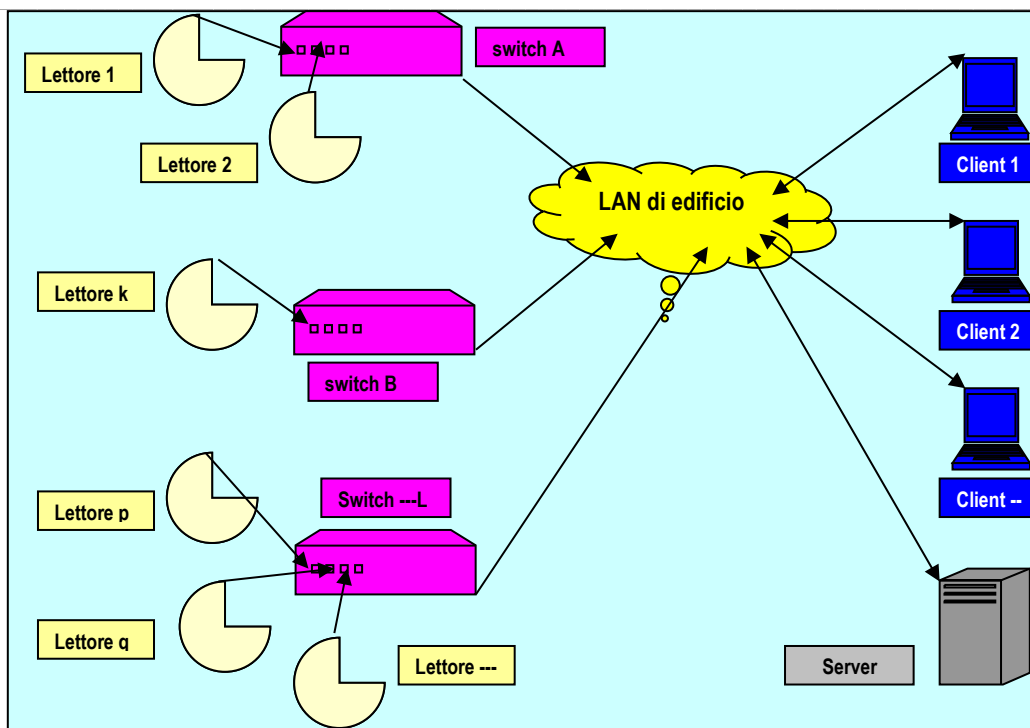 switch A
Lettore 1
Lettore 2
LAN di edificio
Client 1
Client 2
Lettore k
switch B
Lettore p
Switch ---L
Client --
Lettore q
Lettore ---
Server